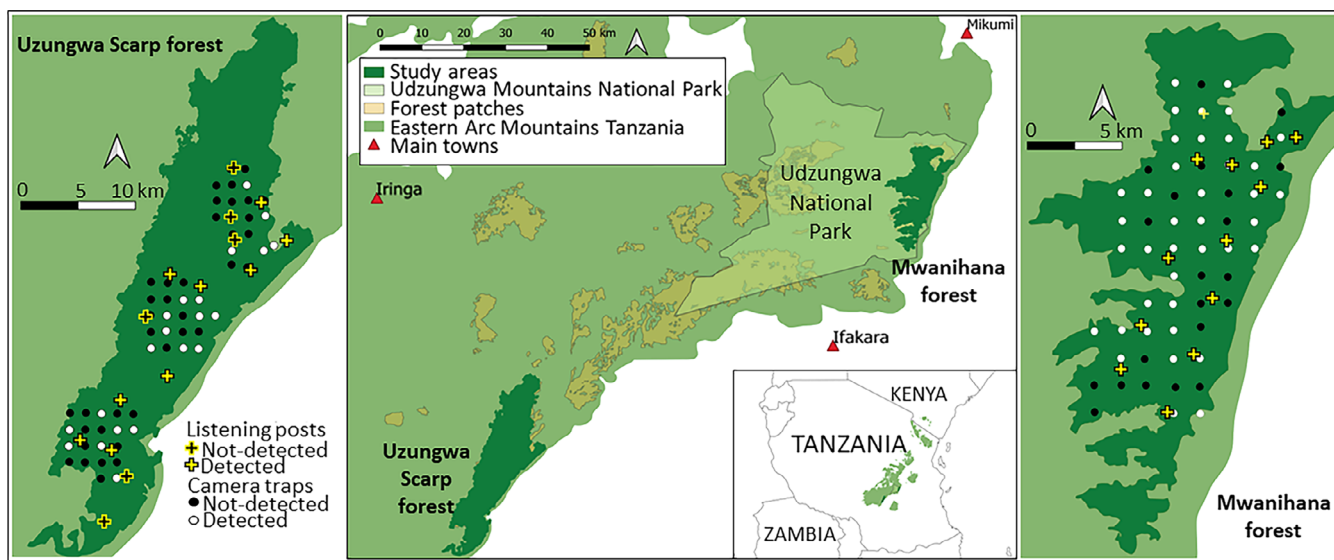 Uzungwa Scarp forest
0 5 10 km
Listening posts
Not-detected
Detected
Camera traps
Not-detected
Detected
0 10 20 30 40 50 km
Study areas
Udzungwa Mountains National Park
Forest patches
Eastern Arc Mountains Tanzania
Main towns
Mikumi
Iringa
Udzungwa
National
Park
Mwanihana
forest
Ifakara
Uzungwa
Scarp
forest
KENYA
TANZANIA
ZAMBIA
0 5 km
Mwanihana
forest